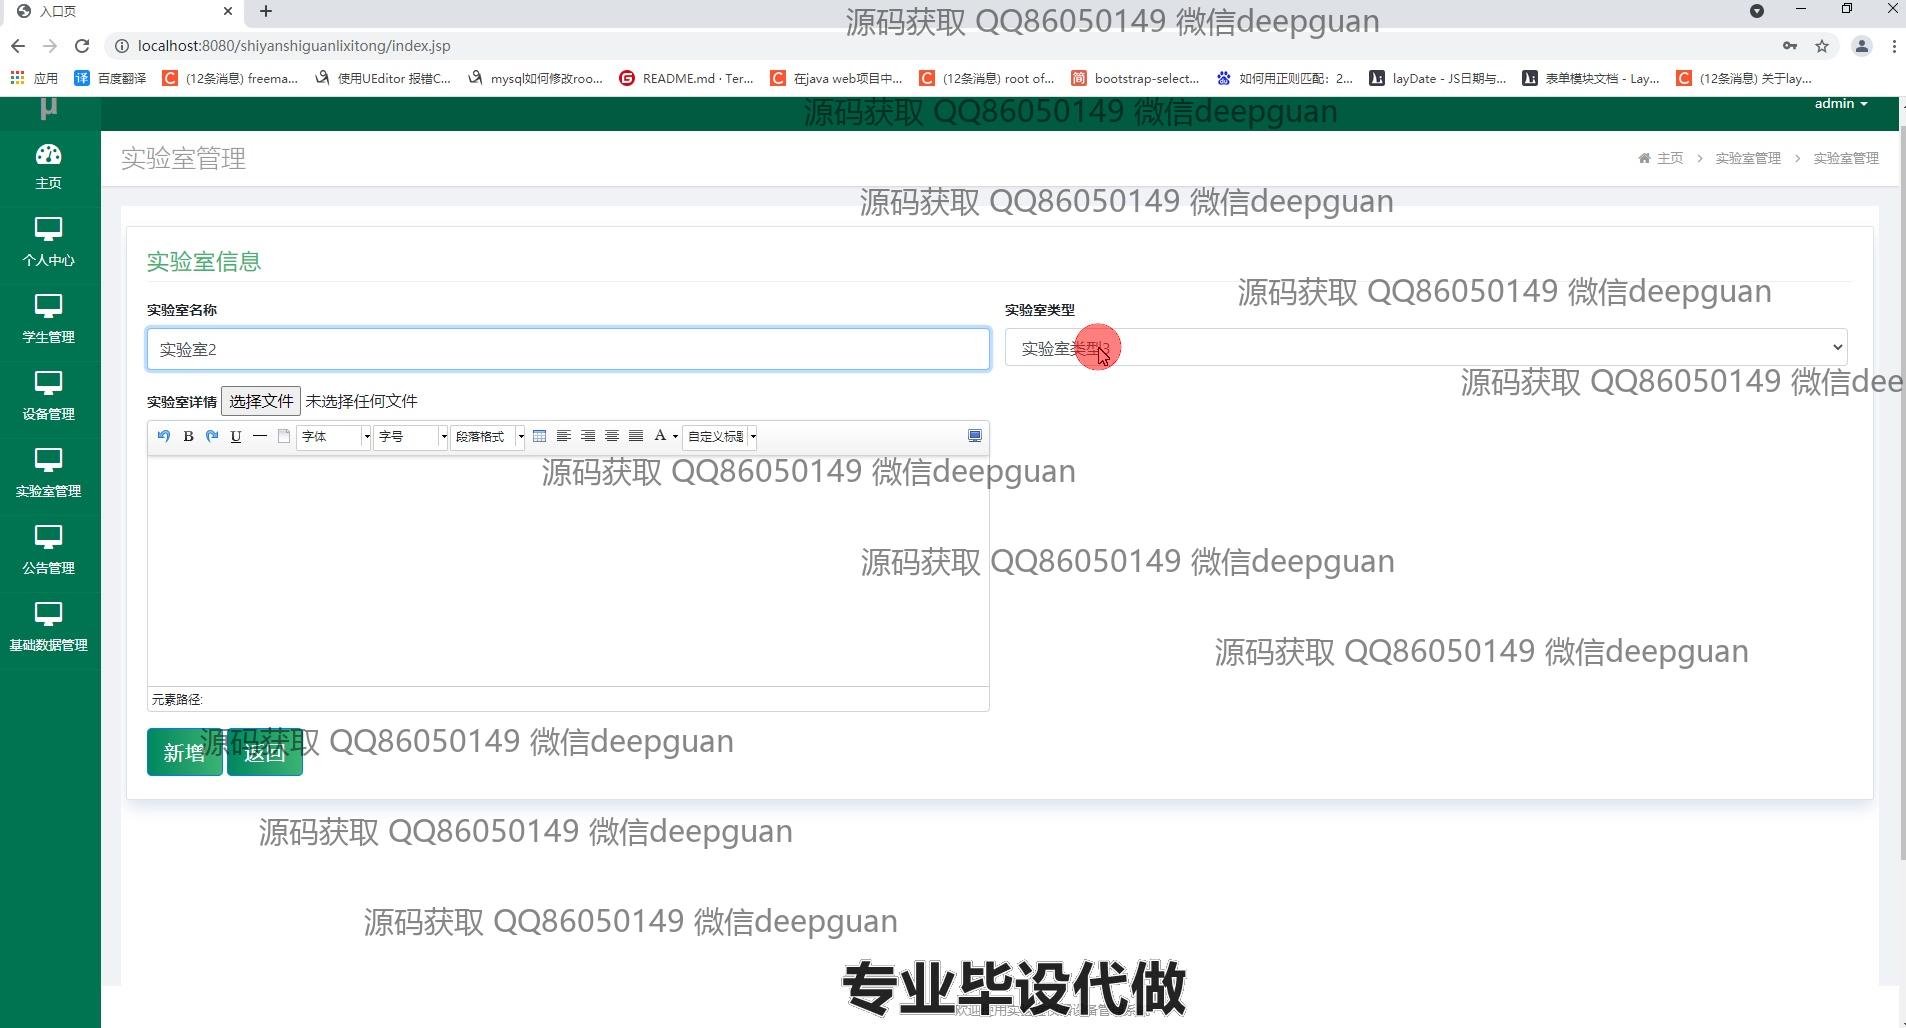 入口页
localhost:8080/shiyanshiguanlixitong/index.jsp
源码获取 QQ86050149 微信deepguan
应用 百度翻译 (12条消息) freema... 使用UEditor 报错C... mysql如何修改roo... README.md · Ter... 在java web项目中... (12条消息) root of... bootstrap-select... 如何用正则匹配：2... layDate - JS日期与... 表单模块文档 - Lay... (12条消息) 关于lay...
源码获取 QQ86050149 微信deepguan
admin
实验室管理
主页 > 实验室管理 > 实验室管理
主页
个人中心
学生管理
设备管理
实验室管理
公告管理
基础数据管理
源码获取 QQ86050149 微信deepguan
实验室信息
源码获取 QQ86050149 微信deepguan
实验室名称
实验室类型
实验室2
实验室类型3
源码获取 QQ86050149 微信dee
实验室详情 选择文件 未选择任何文件
B U 字体 字号 段落格式 A 自定义标题
源码获取 QQ86050149 微信deepguan
源码获取 QQ86050149 微信deepguan
源码获取 QQ86050149 微信deepguan
元素路径:
新增 返回
源码获取 QQ86050149 微信deepguan
源码获取 QQ86050149 微信deepguan
源码获取 QQ86050149 微信deepguan
专业毕设代做